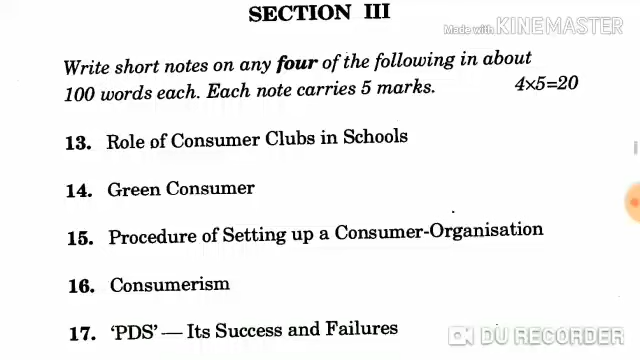 SECTION III
Made with KINEMASTER
Write short notes on any four of the following in about
100 words each. Each note carries 5 marks. 4×5=20
13. Role of Consumer Clubs in Schools
14. Green Consumer
15. Procedure of Setting up a Consumer-Organisation
16. Consumerism
17. 'PDS' — Its Success and Failures
DU RECORDER